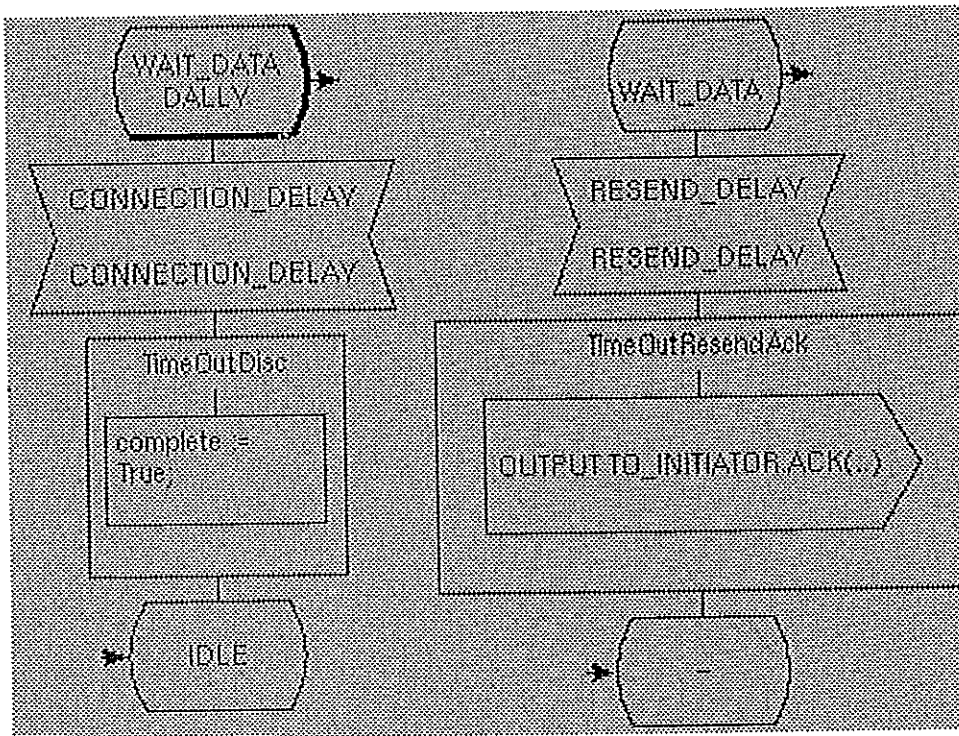 WAIT_DATA
DALLY
CONNECTION_DELAY
CONNECTION_DELAY
TimeOutDisc
complete :=
True;
IDLE
WAIT_DATA
RESEND_DELAY
RESEND_DELAY
TimeOutResendAck
OUTPUT TO_INITIATOR.ACK(..)
-